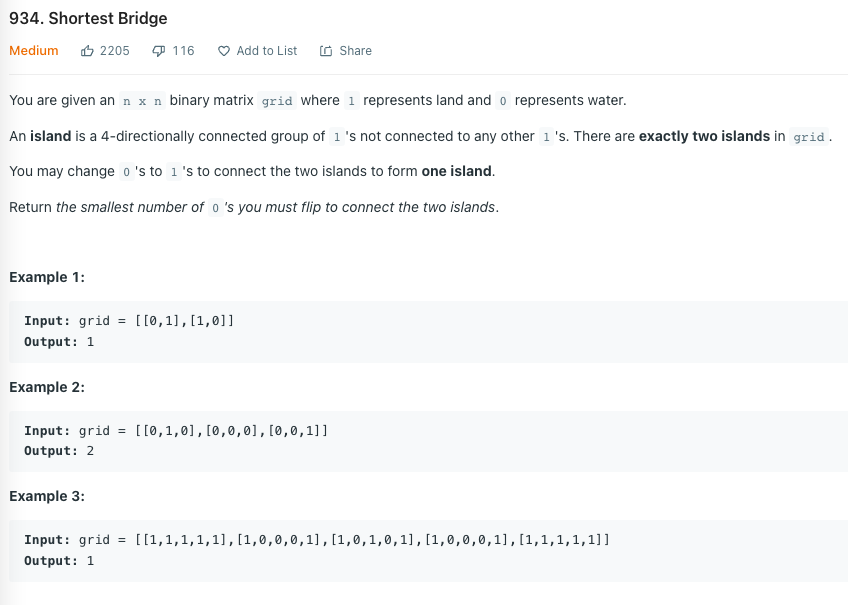 934. Shortest Bridge
Medium 2205 116 Add to List Share
You are given an n x n binary matrix grid where 1 represents land and 0 represents water.
An island is a 4-directionally connected group of 1 's not connected to any other 1 's. There are exactly two islands in grid .
You may change 0 's to 1 's to connect the two islands to form one island.
Return the smallest number of 0 's you must flip to connect the two islands.
Example 1:
Input: grid = [[0,1],[1,0]]
Output: 1
Example 2:
Input: grid = [[0,1,0],[0,0,0],[0,0,1]]
Output: 2
Example 3:
Input: grid = [[1,1,1,1,1],[1,0,0,0,1],[1,0,1,0,1],[1,0,0,0,1],[1,1,1,1,1]]
Output: 1